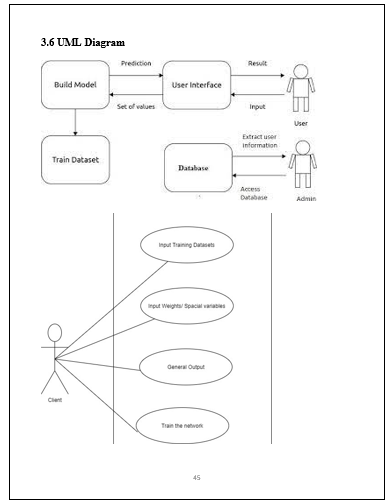 3.6 UML Diagram
Prediction
Result
Build Model
User Interface
Set of values
Input
User
Train Dataset
Database
Extract user
information
Access
Database
Admin
Input Training Datasets
Input Weights/ Spacial variables
General Output
Train the network
Client
45